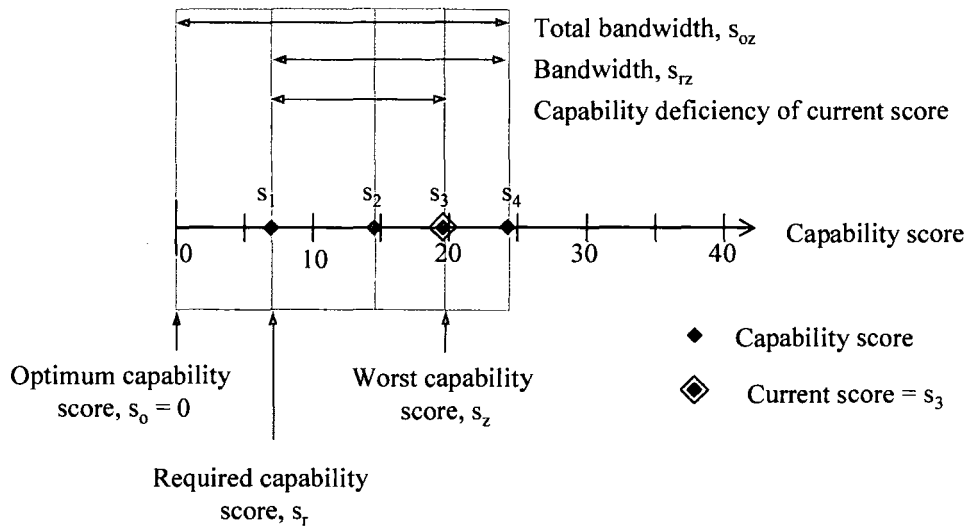 Total bandwidth, s_oz
Bandwidth, s_rz
Capability deficiency of current score
s_1 s_2 s_3 s_4
0 10 20 30 40
Capability score
Optimum capability
score, s_o = 0
Worst capability
score, s_z
Required capability
score, s_r
Capability score
Current score = s_3